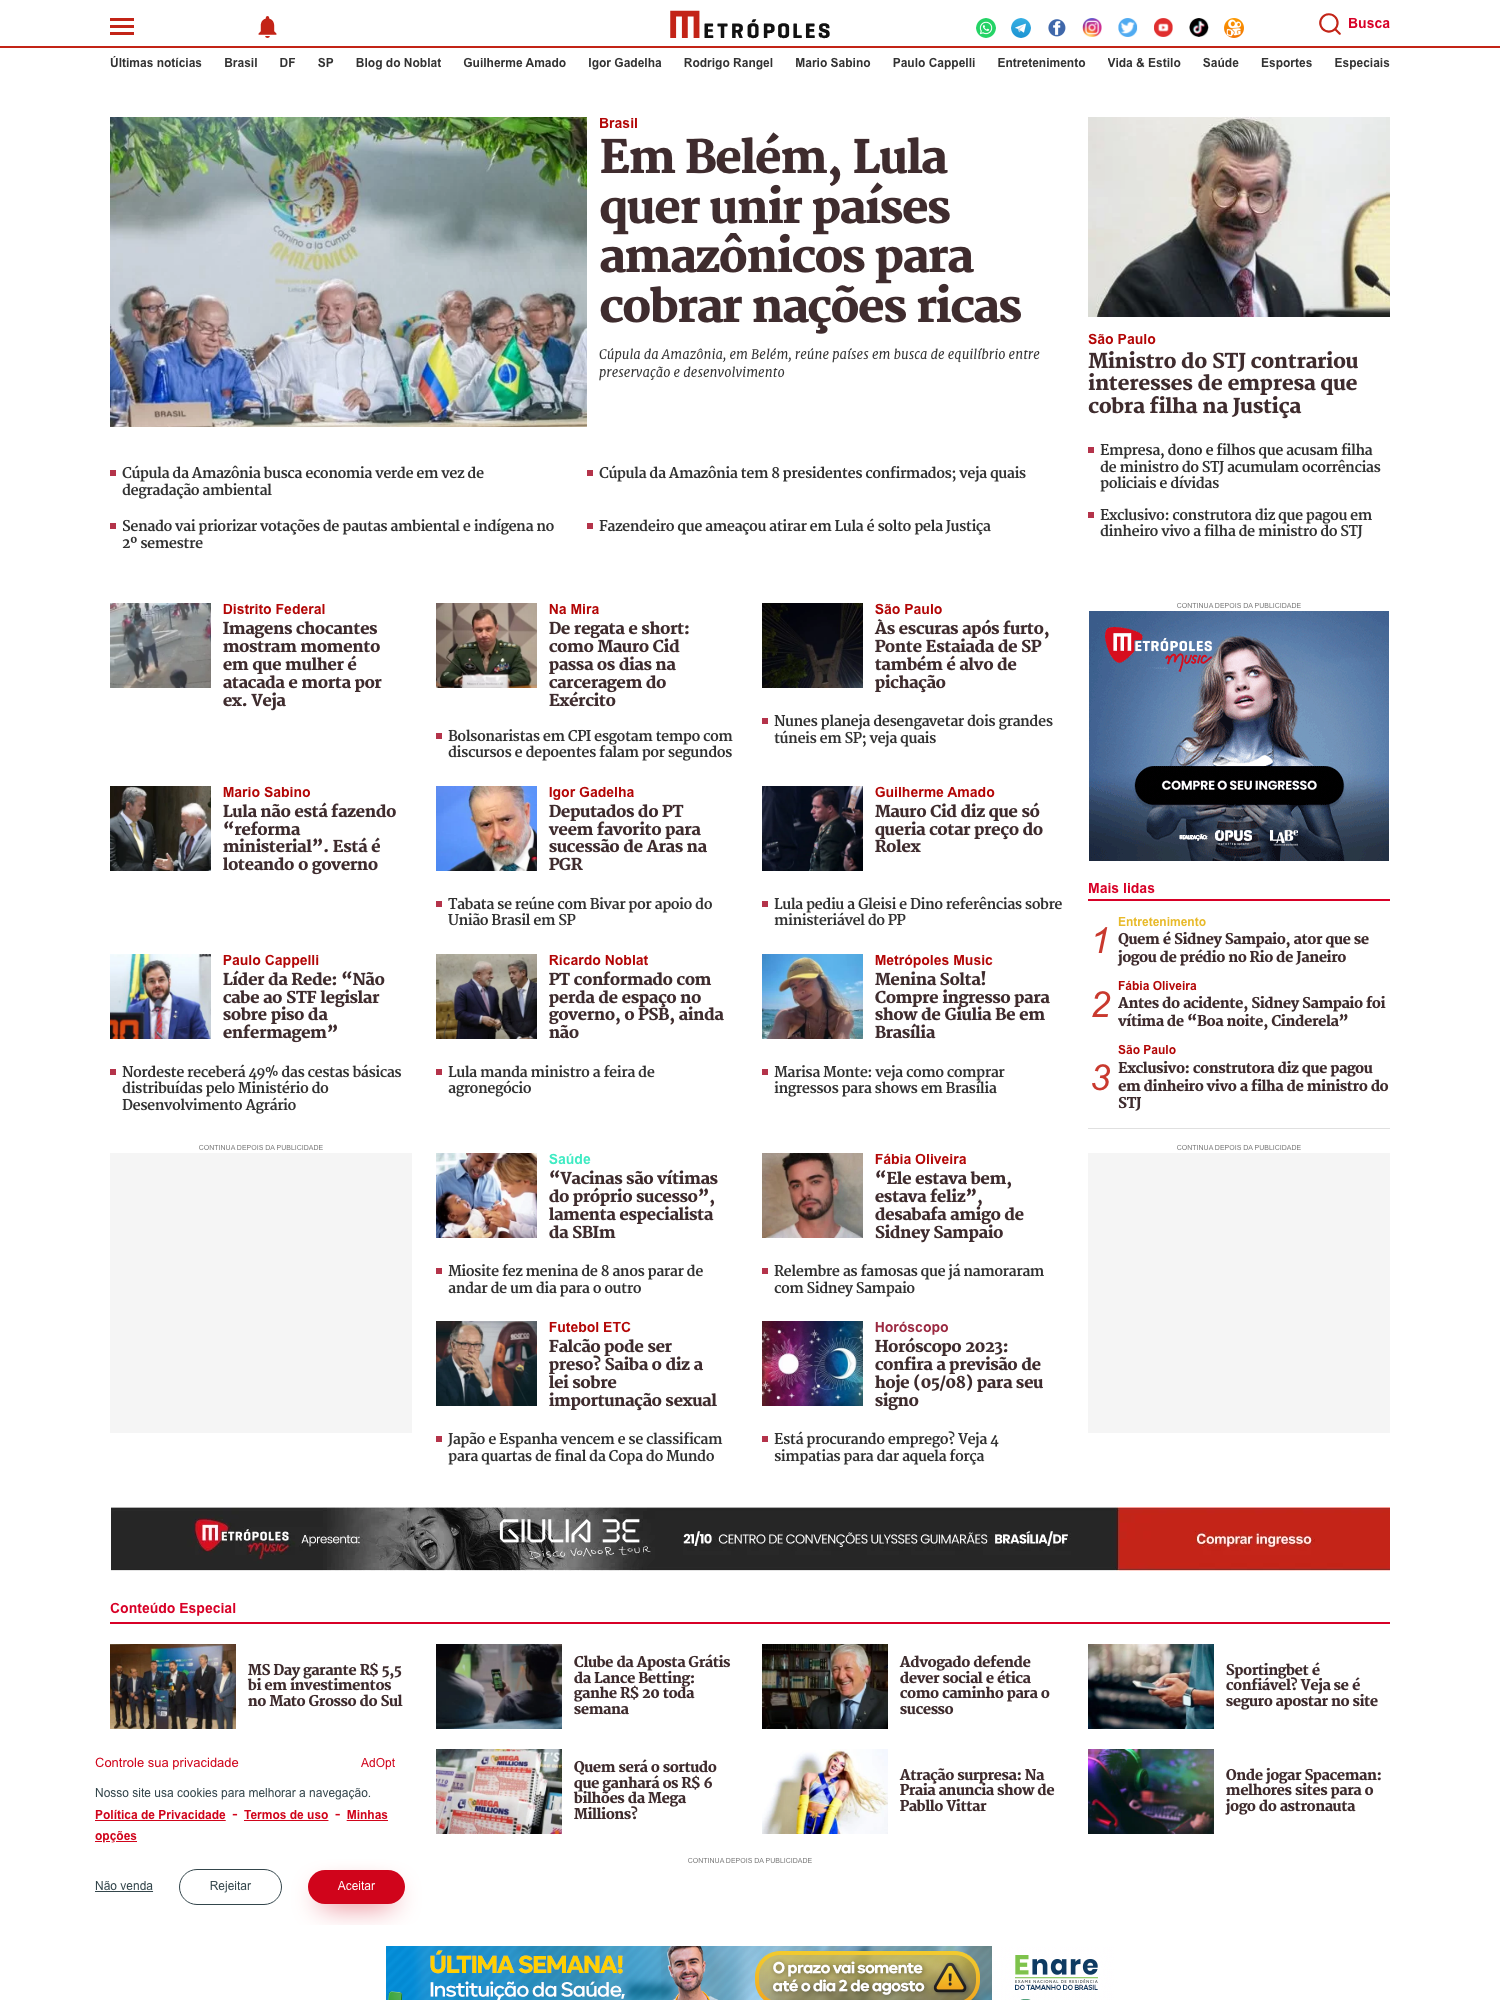 METRÓPOLES
Busca
Últimas notícias Brasil DF SP Blog do Noblat Guilherme Amado Igor Gadelha Rodrigo Rangel Mario Sabino Paulo Cappelli Entretenimento Vida & Estilo Saúde Esportes Especiais
Camino a la Cumbre
AMAZÓNICA
BRASIL
Brasil
Em Belém, Lula
quer unir países
amazônicos para
cobrar nações ricas
Cúpula da Amazônia, em Belém, reúne países em busca de equilíbrio entre
preservação e desenvolvimento
São Paulo
Ministro do STJ contrariou
interesses de empresa que
cobra filha na Justiça
Empresa, dono e filhos que acusam filha
de ministro do STJ acumulam ocorrências
policiais e dívidas
Exclusivo: construtora diz que pagou em
dinheiro vivo a filha de ministro do STJ
Cúpula da Amazônia busca economia verde em vez de
degradação ambiental
Cúpula da Amazônia tem 8 presidentes confirmados; veja quais
Senado vai priorizar votações de pautas ambiental e indígena no
2º semestre
Fazendeiro que ameaçou atirar em Lula é solto pela Justiça
Distrito Federal
Imagens chocantes
mostram momento
em que mulher é
atacada e morta por
ex. Veja
Na Mira
De regata e short:
como Mauro Cid
passa os dias na
carceragem do
Exército
Bolsonaristas em CPI esgotam tempo com
discursos e depoentes falam por segundos
São Paulo
Às escuras após furto,
Ponte Estaiada de SP
também é alvo de
pichação
Nunes planeja desengavetar dois grandes
túneis em SP; veja quais
CONTINUA DEPOIS DA PUBLICIDADE
METRÓPOLES
Music
COMPRE O SEU INGRESSO
REALIZAÇÃO: OPUS LABe
Mario Sabino
Lula não está fazendo
“reforma
ministerial”. Está é
loteando o governo
Igor Gadelha
Deputados do PT
veem favorito para
sucessão de Aras na
PGR
Tabata se reúne com Bivar por apoio do
União Brasil em SP
Guilherme Amado
Mauro Cid diz que só
queria cotar preço do
Rolex
Lula pediu a Gleisi e Dino referências sobre
ministeriável do PP
Mais lidas
1
Entretenimento
Quem é Sidney Sampaio, ator que se
jogou de prédio no Rio de Janeiro
2
Fábia Oliveira
Antes do acidente, Sidney Sampaio foi
vítima de “Boa noite, Cinderela”
3
São Paulo
Exclusivo: construtora diz que pagou
em dinheiro vivo a filha de ministro do
STJ
Paulo Cappelli
Líder da Rede: “Não
cabe ao STF legislar
sobre piso da
enfermagem”
Nordeste receberá 49% das cestas básicas
distribuídas pelo Ministério do
Desenvolvimento Agrário
Ricardo Noblat
PT conformado com
perda de espaço no
governo, o PSB, ainda
não
Lula manda ministro a feira de
agronegócio
Metrópoles Music
Menina Solta!
Compre ingresso para
show de Giulia Be em
Brasília
Marisa Monte: veja como comprar
ingressos para shows em Brasília
CONTINUA DEPOIS DA PUBLICIDADE
Saúde
“Vacinas são vítimas
do próprio sucesso”,
lamenta especialista
da SBIm
Miosite fez menina de 8 anos parar de
andar de um dia para o outro
Fábia Oliveira
“Ele estava bem,
estava feliz”,
desabafa amigo de
Sidney Sampaio
Relembre as famosas que já namoraram
com Sidney Sampaio
CONTINUA DEPOIS DA PUBLICIDADE
Futebol ETC
Falcão pode ser
preso? Saiba o diz a
lei sobre
importunação sexual
Japão e Espanha vencem e se classificam
para quartas de final da Copa do Mundo
Horóscopo
Horóscopo 2023:
confira a previsão de
hoje (05/08) para seu
signo
Está procurando emprego? Veja 4
simpatias para dar aquela força
METRÓPOLES
Music
Apresenta:
GIULIA BE
DISCO VOADOR TOUR
21/10 CENTRO DE CONVENÇÕES ULYSSES GUIMARÃES BRASÍLIA/DF
Comprar ingresso
Conteúdo Especial
MS Day garante R$ 5,5
bi em investimentos
no Mato Grosso do Sul
Clube da Aposta Grátis
da Lance Betting:
ganhe R$ 20 toda
semana
Advogado defende
dever social e ética
como caminho para o
sucesso
Sportingbet é
confiável? Veja se é
seguro apostar no site
MEGA
MILLIONS
MEGA
MILLIONS
Quem será o sortudo
que ganhará os R$ 6
bilhões da Mega
Millions?
Atração surpresa: Na
Praia anuncia show de
Pabllo Vittar
Onde jogar Spaceman:
melhores sites para o
jogo do astronauta
Controle sua privacidade
AdOpt
Nosso site usa cookies para melhorar a navegação.
Política de Privacidade - Termos de uso - Minhas
opções
Não venda
Rejeitar
Aceitar
CONTINUA DEPOIS DA PUBLICIDADE
ÚLTIMA SEMANA!
Instituição da Saúde,
O prazo vai somente
até o dia 2 de agosto
Enare
EXAME NACIONAL DE RESIDÊNCIA
DO TAMANHO DO BRASIL